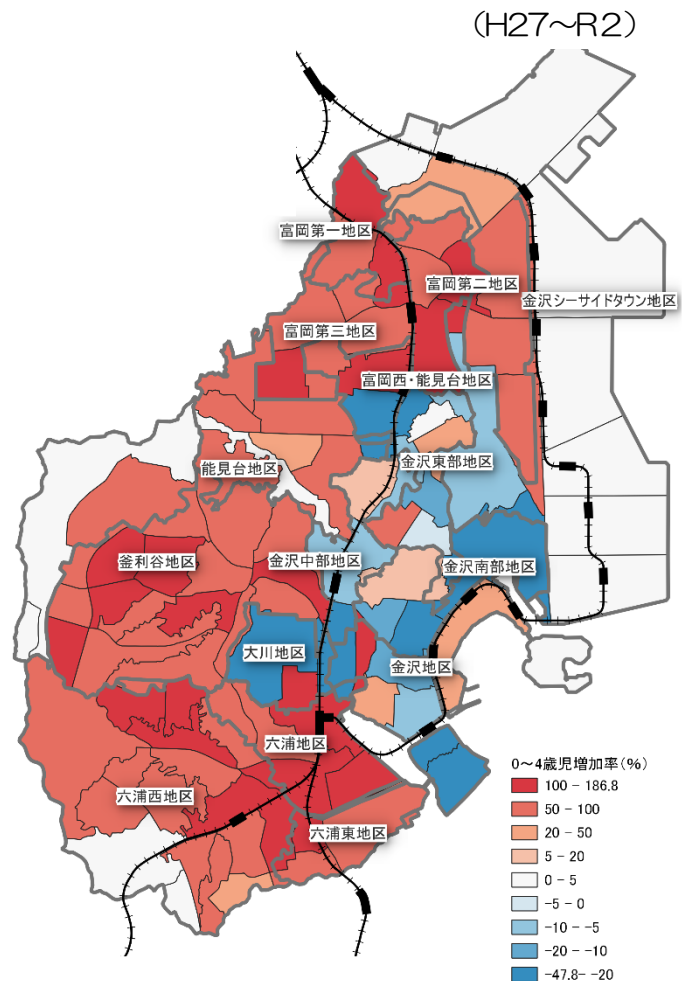 (H27～R2)
富岡第一地区
富岡第二地区
金沢シーサイドタウン地区
富岡第三地区
富岡西・能見台地区
能見台地区
金沢東部地区
釜利谷地区
金沢中部地区
金沢南部地区
大川地区
金沢地区
六浦地区
六浦西地区
六浦東地区
0～4歳児増加率(%)
100 - 186.8
50 - 100
20 - 50
5 - 20
0 - 5
-5 - 0
-10 - -5
-20 - -10
-47.8- -20